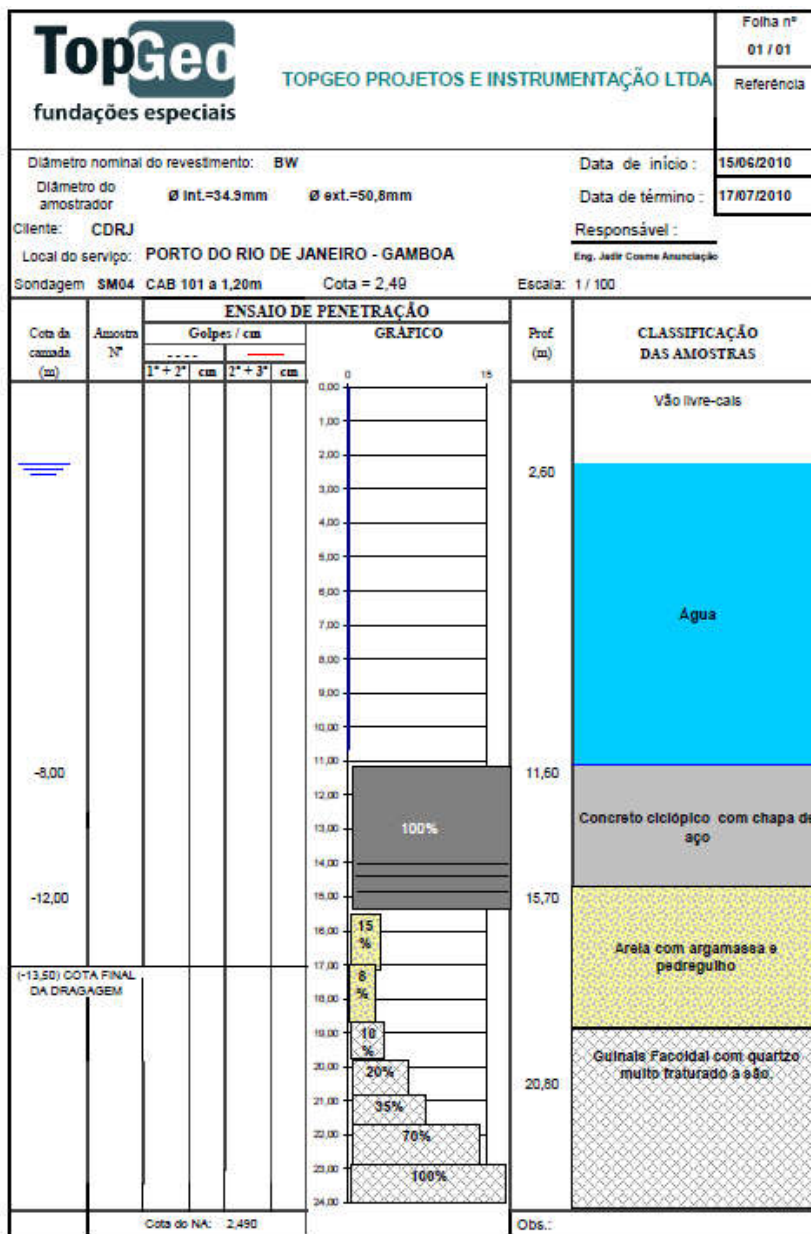 TopGeo
fundações especiais
TOPGEO PROJETOS E INSTRUMENTAÇÃO LTDA
Folha nº
01 / 01
Referência
Diâmetro nominal do revestimento: BW
Data de início : 15/06/2010
Diâmetro do amostrador Ø Int.=34.9mm Ø ext.=50,8mm
Data de término : 17/07/2010
Cliente: CDRJ
Responsável :
Local do serviço: PORTO DO RIO DE JANEIRO - GAMBOA
Eng. Jadir Cosme Anunciação
Sondagem SM04 CAB 101 a 1,20m Cota = 2,49 Escala: 1 / 100
ENSAIO DE PENETRAÇÃO
Cota da camada (m)
Amostra Nº
Golpes / cm
1ª + 2ª cm 2ª + 3ª cm
GRÁFICO
Prof. (m)
CLASSIFICAÇÃO DAS AMOSTRAS
0 15
0,00
1,00
2,00
3,00
4,00
5,00
6,00
7,00
8,00
9,00
10,00
11,00
12,00
13,00
14,00
15,00
16,00
17,00
18,00
19,00
20,00
21,00
22,00
23,00
24,00
Vão livre-cais
2,60
Água
-8,00
11,60
100%
Concreto ciclópico com chapa de aço
-12,00
15,70
15 %
Areia com argamassa e pedregulho
(-13,50) COTA FINAL DA DRAGAGEM
8 %
10 %
Guinais Facoidal com quartzo muito fraturado a são.
20%
20,80
35%
70%
100%
Cota do NA: 2,490
Obs.: